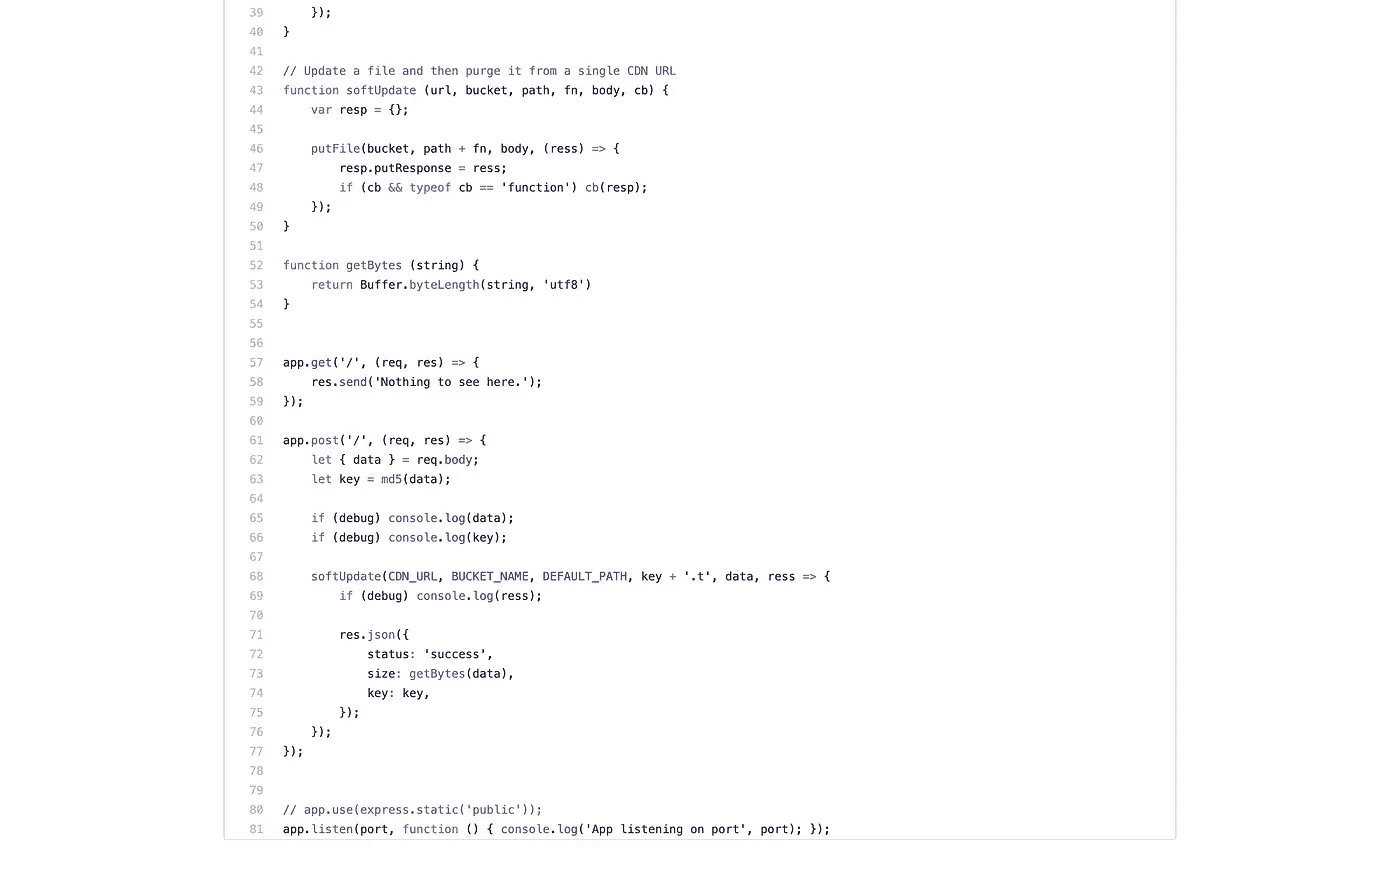 39 });
40 }
41
42 // Update a file and then purge it from a single CDN URL
43 function softUpdate (url, bucket, path, fn, body, cb) {
44 var resp = {};
45
46 putFile(bucket, path + fn, body, (ress) => {
47 resp.putResponse = ress;
48 if (cb && typeof cb == 'function') cb(resp);
49 });
50 }
51
52 function getBytes (string) {
53 return Buffer.byteLength(string, 'utf8')
54 }
55
56
57 app.get('/', (req, res) => {
58 res.send('Nothing to see here.');
59 });
60
61 app.post('/', (req, res) => {
62 let { data } = req.body;
63 let key = md5(data);
64
65 if (debug) console.log(data);
66 if (debug) console.log(key);
67
68 softUpdate(CDN_URL, BUCKET_NAME, DEFAULT_PATH, key + '.t', data, ress => {
69 if (debug) console.log(ress);
70
71 res.json({
72 status: 'success',
73 size: getBytes(data),
74 key: key,
75 });
76 });
77 });
78
79
80 // app.use(express.static('public'));
81 app.listen(port, function () { console.log('App listening on port', port); });